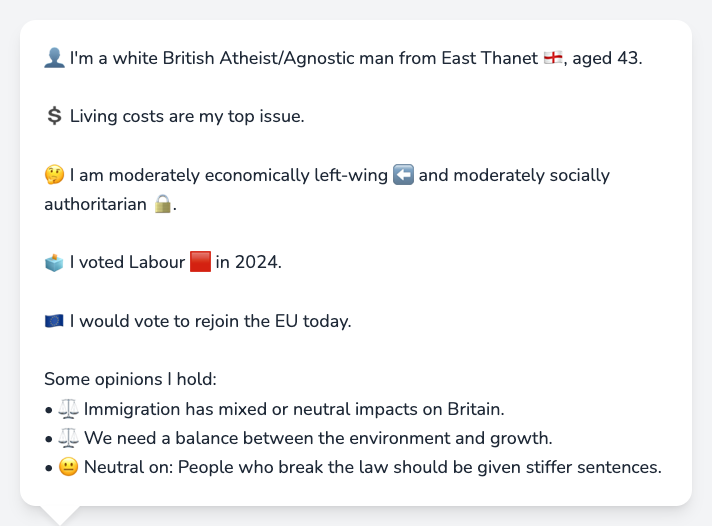 👤 I'm a white British Atheist/Agnostic man from East Thanet 🏴󠁧󠁢󠁥󠁮󠁧󠁿, aged 43.
💲 Living costs are my top issue.
🤔 I am moderately economically left-wing ⬅️ and moderately socially
authoritarian 🔒.
🗳️ I voted Labour 🟥 in 2024.
🇪🇺 I would vote to rejoin the EU today.
Some opinions I hold:
• ⚖️ Immigration has mixed or neutral impacts on Britain.
• ⚖️ We need a balance between the environment and growth.
• 😐 Neutral on: People who break the law should be given stiffer sentences.